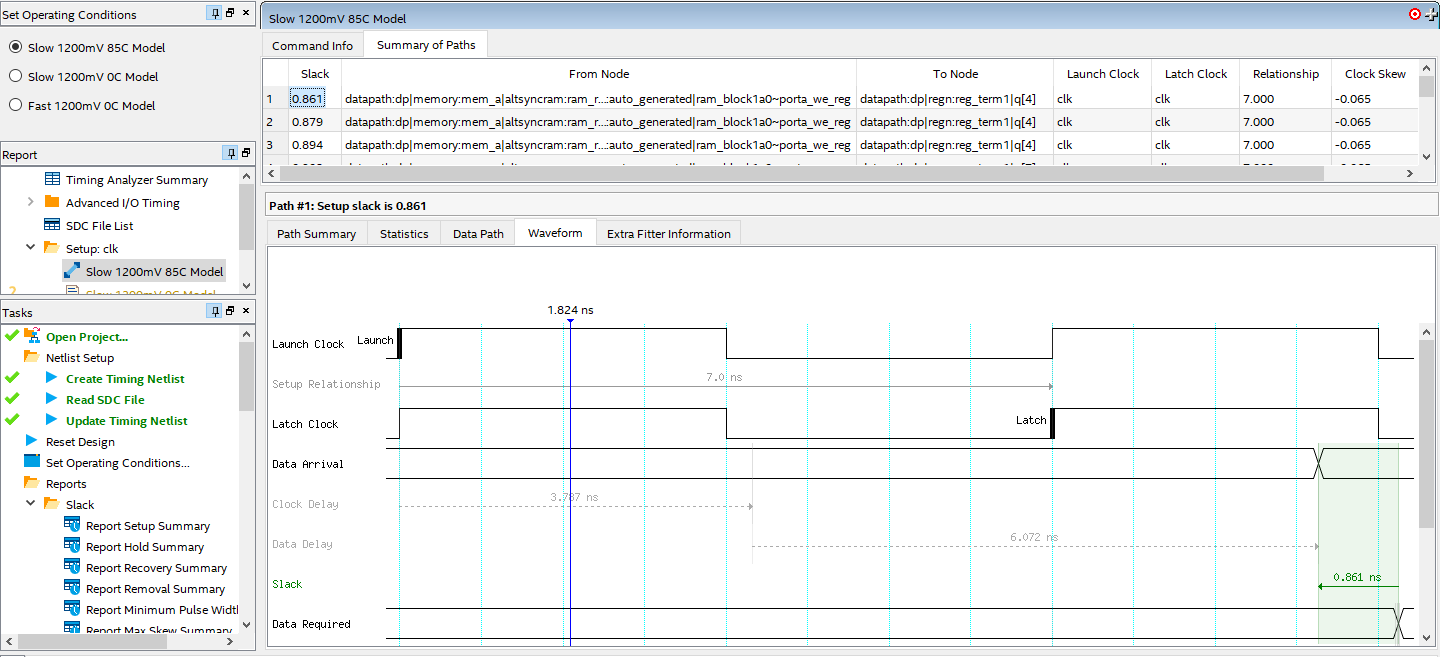 Set Operating Conditions
Slow 1200mV 85C Model
Slow 1200mV 0C Model
Fast 1200mV 0C Model
Report
Timing Analyzer Summary
Advanced I/O Timing
SDC File List
Setup: clk
Slow 1200mV 85C Model
Slow 1200mV 0C Model
Tasks
Open Project...
Netlist Setup
Create Timing Netlist
Read SDC File
Update Timing Netlist
Reset Design
Set Operating Conditions...
Reports
Slack
Report Setup Summary
Report Hold Summary
Report Recovery Summary
Report Removal Summary
Report Minimum Pulse Widt
Report Max Skew Summary
Slow 1200mV 85C Model
Command Info Summary of Paths
Slack From Node To Node Launch Clock Latch Clock Relationship Clock Skew
1 0.861 datapath:dp|memory:mem_a|altsyncram:ram_r...:auto_generated|ram_block1a0~porta_we_reg datapath:dp|regn:reg_term1|q[4] clk clk 7.000 -0.065
2 0.879 datapath:dp|memory:mem_a|altsyncram:ram_r...:auto_generated|ram_block1a0~porta_we_reg datapath:dp|regn:reg_term1|q[4] clk clk 7.000 -0.065
3 0.894 datapath:dp|memory:mem_a|altsyncram:ram_r...:auto_generated|ram_block1a0~porta_we_reg datapath:dp|regn:reg_term1|q[4] clk clk 7.000 -0.065
Path #1: Setup slack is 0.861
Path Summary Statistics Data Path Waveform Extra Fitter Information
1.824 ns
Launch Clock Launch
Setup Relationship 7.0 ns
Latch Clock Latch
Data Arrival
Clock Delay 3.787 ns
Data Delay 6.072 ns
Slack 0.861 ns
Data Required